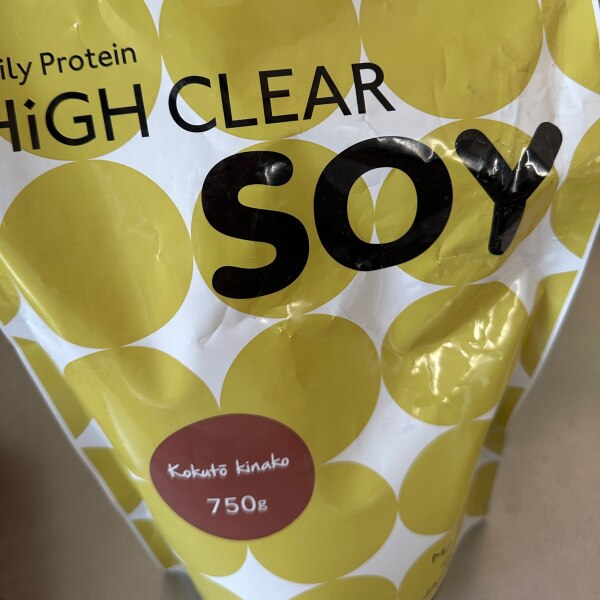 ily Protein
HiGH CLEAR
SOY
Kokutō kinako
750g